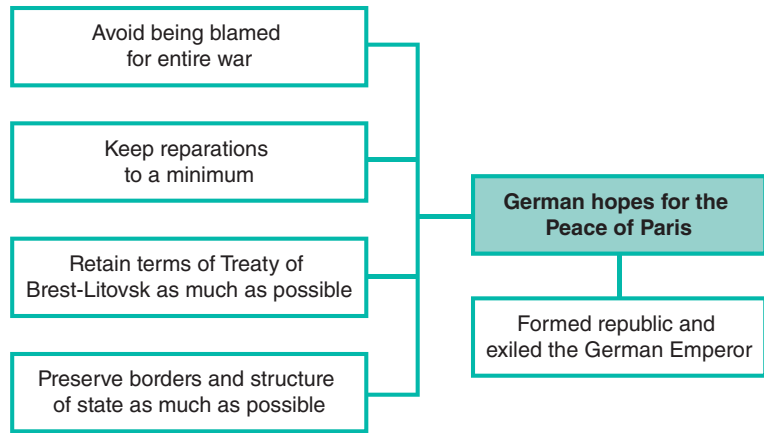 Avoid being blamed
for entire war
Keep reparations
to a minimum
Retain terms of Treaty of
Brest-Litovsk as much as possible
Preserve borders and structure
of state as much as possible
German hopes for the
Peace of Paris
Formed republic and
exiled the German Emperor